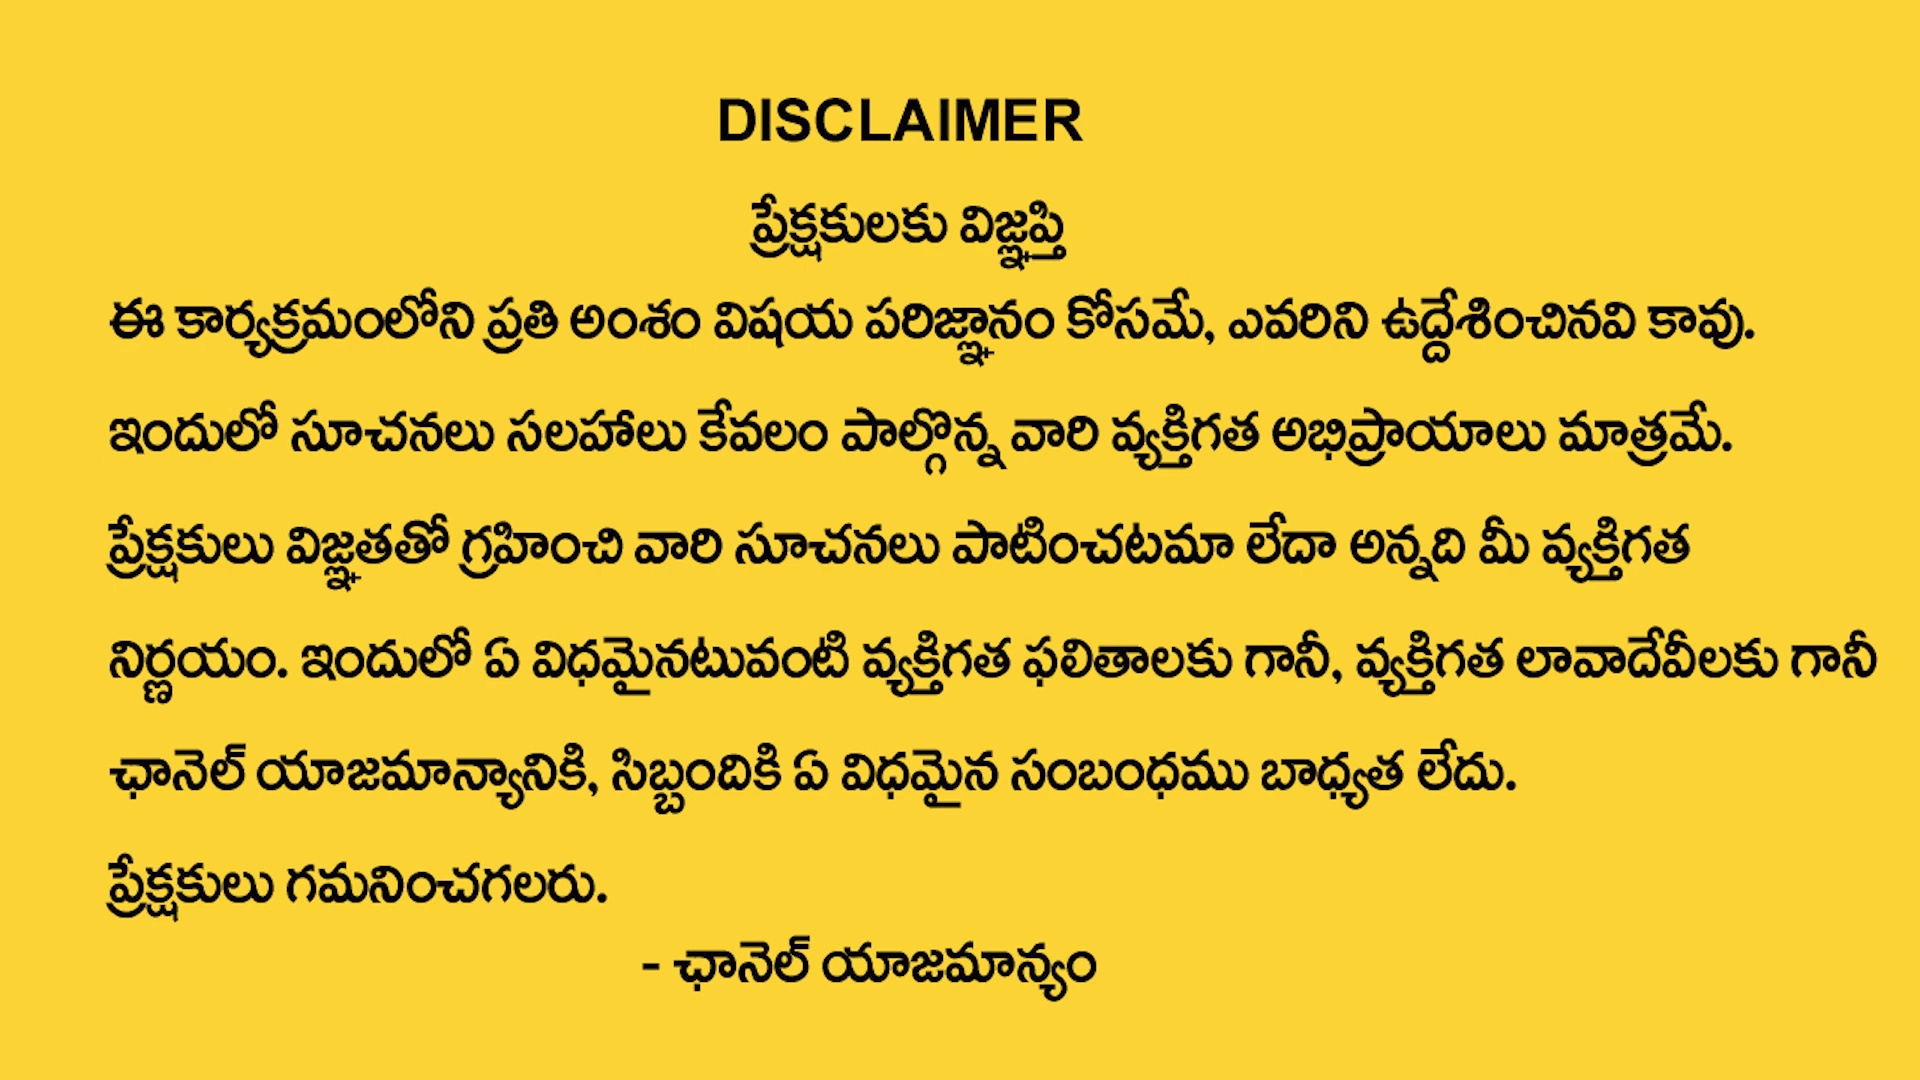 DISCLAIMER
ప్రేక్షకులకు విజ్ఞప్తి
ఈ కార్యక్రమంలోని ప్రతి అంశం విషయ పరిజ్ఞానం కోసమే, ఎవరిని ఉద్దేశించినవి కావు.
ఇందులో సూచనలు సలహాలు కేవలం పాల్గొన్న వారి వ్యక్తిగత అభిప్రాయాలు మాత్రమే.
ప్రేక్షకులు విజ్ఞతతో గ్రహించి వారి సూచనలు పాటించటమా లేదా అన్నది మీ వ్యక్తిగత
నిర్ణయం. ఇందులో ఏ విధమైనటువంటి వ్యక్తిగత ఫలితాలకు గానీ, వ్యక్తిగత లావాదేవీలకు గానీ
ఛానెల్ యాజమాన్యానికి, సిబ్బందికి ఏ విధమైన సంబంధము బాధ్యత లేదు.
ప్రేక్షకులు గమనించగలరు.
- ఛానెల్ యాజమాన్యం